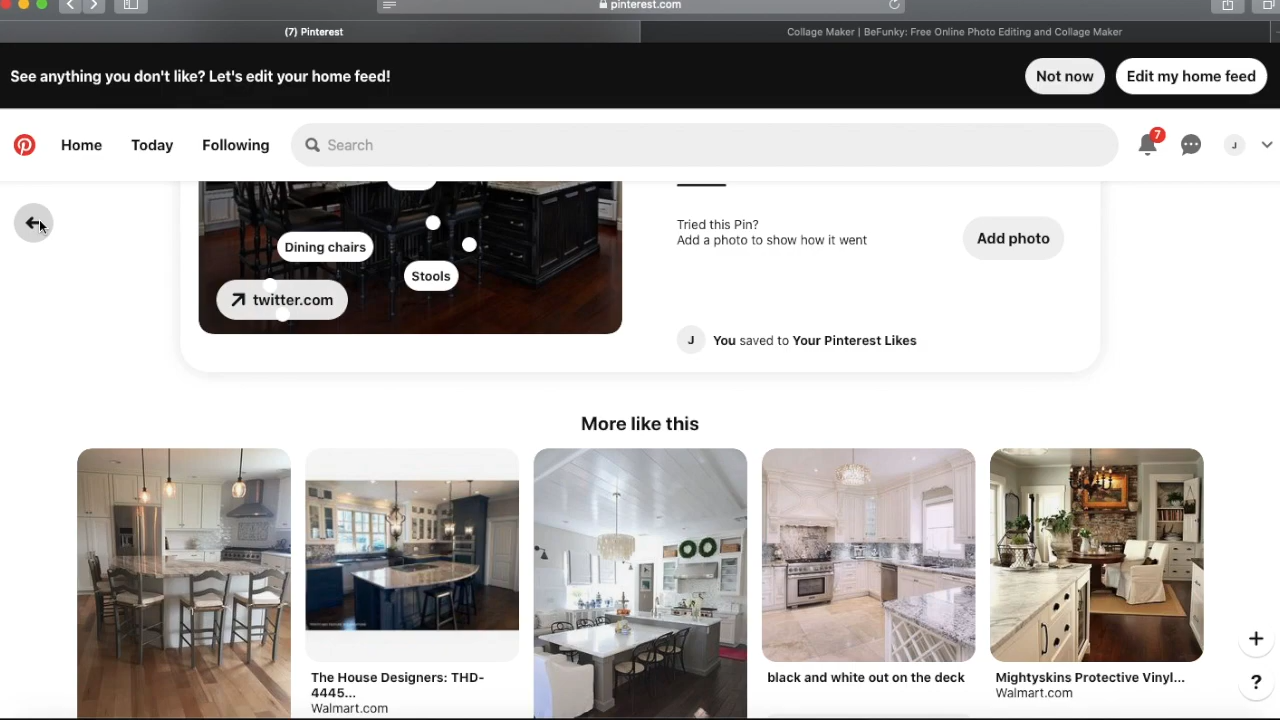 pinterest.com
(7) Pinterest
Collage Maker | BeFunky: Free Online Photo Editing and Collage Maker
See anything you don't like? Let's edit your home feed!
Not now
Edit my home feed
Home
Today
Following
Search
7
J
Dining chairs
Stools
twitter.com
Tried this Pin?
Add a photo to show how it went
Add photo
J
You saved to Your Pinterest Likes
More like this
The House Designers: THD-
4445...
Walmart.com
black and white out on the deck
Mightyskins Protective Vinyl...
Walmart.com
+
?